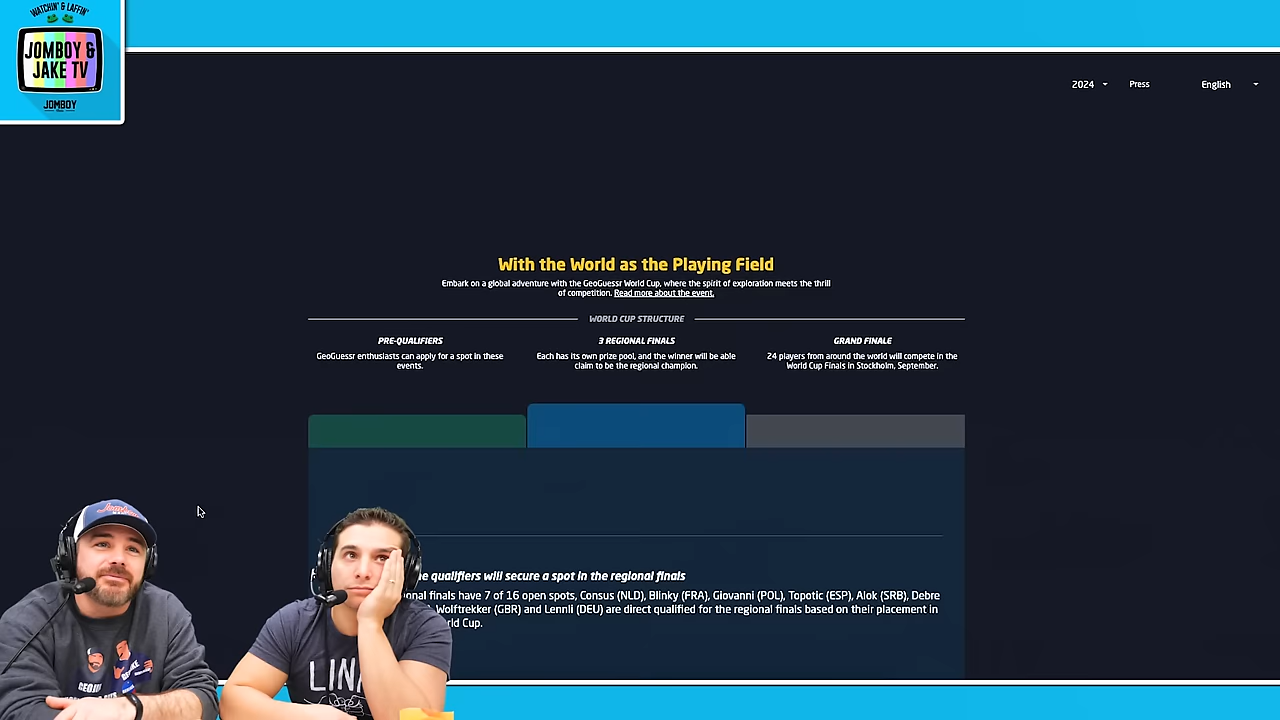 WATCHIN' & LAFFIN'
JOMBOY &
JAKE TV
JOMBOY
2024
Press
English
With the World as the Playing Field
Embark on a global adventure with the GeoGuessr World Cup, where the spirit of exploration meets the thrill
of competition. Read more about the event.
WORLD CUP STRUCTURE
PRE-QUALIFIERS
GeoGuessr enthusiasts can apply for a spot in these
events.
3 REGIONAL FINALS
Each has its own prize pool, and the winner will be able
claim to be the regional champion.
GRAND FINALE
24 players from around the world will compete in the
World Cup Finals in Stockholm, September.
qualifiers will secure a spot in the regional finals
finals have 7 of 16 open spots, Consus (NLD), Blinky (FRA), Giovanni (POL), Topotic (ESP), Alok (SRB), Debre
Wolftrekker (GBR) and Lennli (DEU) are direct qualified for the regional finals based on their placement in
Cup.